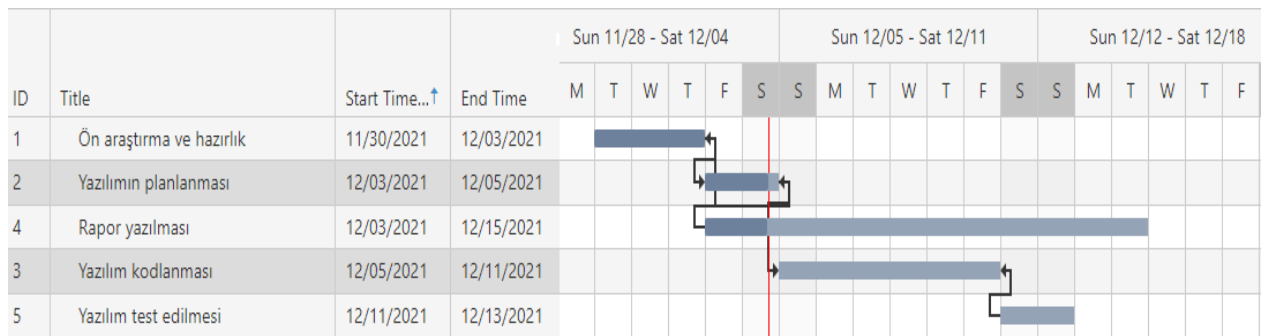 Sun 11/28 - Sat 12/04 Sun 12/05 - Sat 12/11 Sun 12/12 - Sat 12/18
ID Title Start Time...↑ End Time M T W T F S S M T W T F S S M T W T F
1 Ön araştırma ve hazırlık 11/30/2021 12/03/2021
2 Yazılımın planlanması 12/03/2021 12/05/2021
4 Rapor yazılması 12/03/2021 12/15/2021
3 Yazılım kodlanması 12/05/2021 12/11/2021
5 Yazılım test edilmesi 12/11/2021 12/13/2021